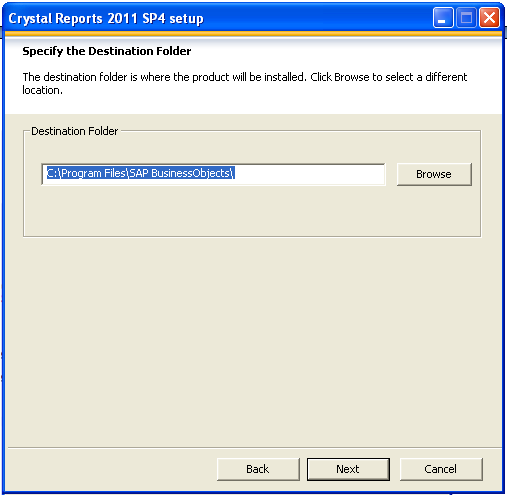 Crystal Reports 2011 SP4 setup
Specify the Destination Folder
The destination folder is where the product will be installed. Click Browse to select a different
location.
Destination Folder
C:\Program Files\SAP BusinessObjects\
Browse
Back
Next
Cancel